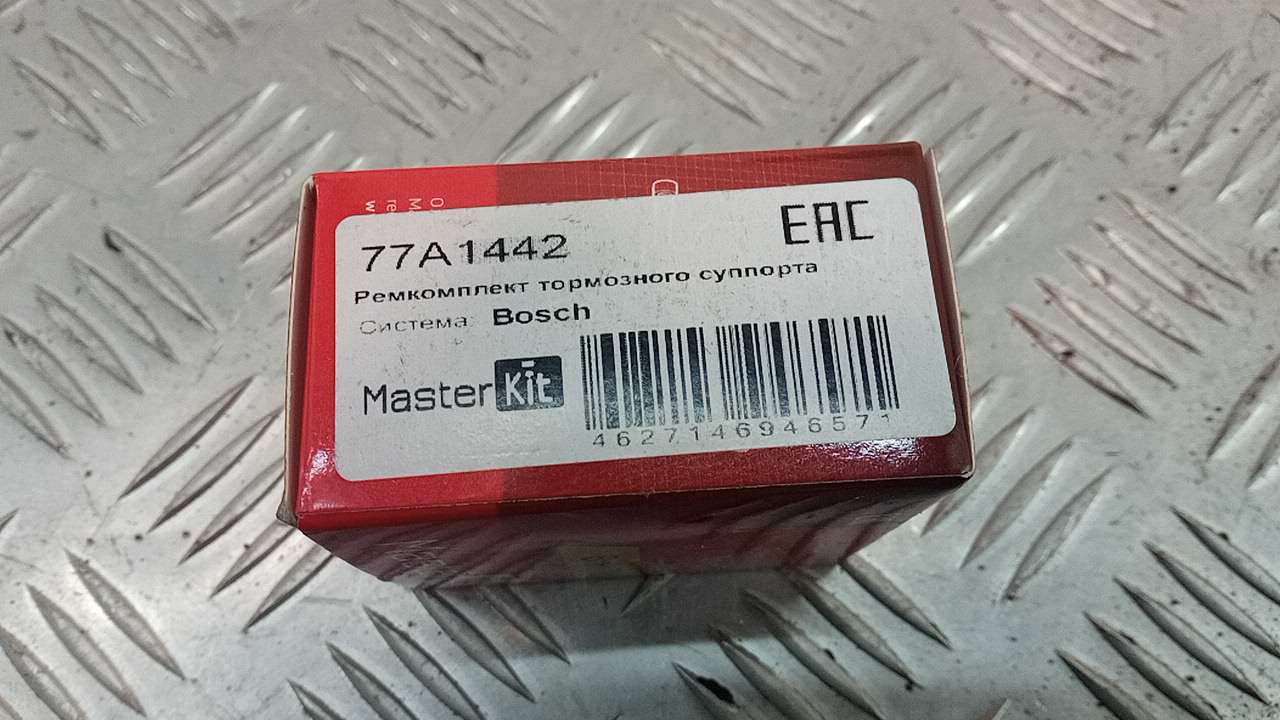 77A1442
EAC
Ремкомплект тормозного суппорта
Система: Bosch
Master Kit
4627146946571